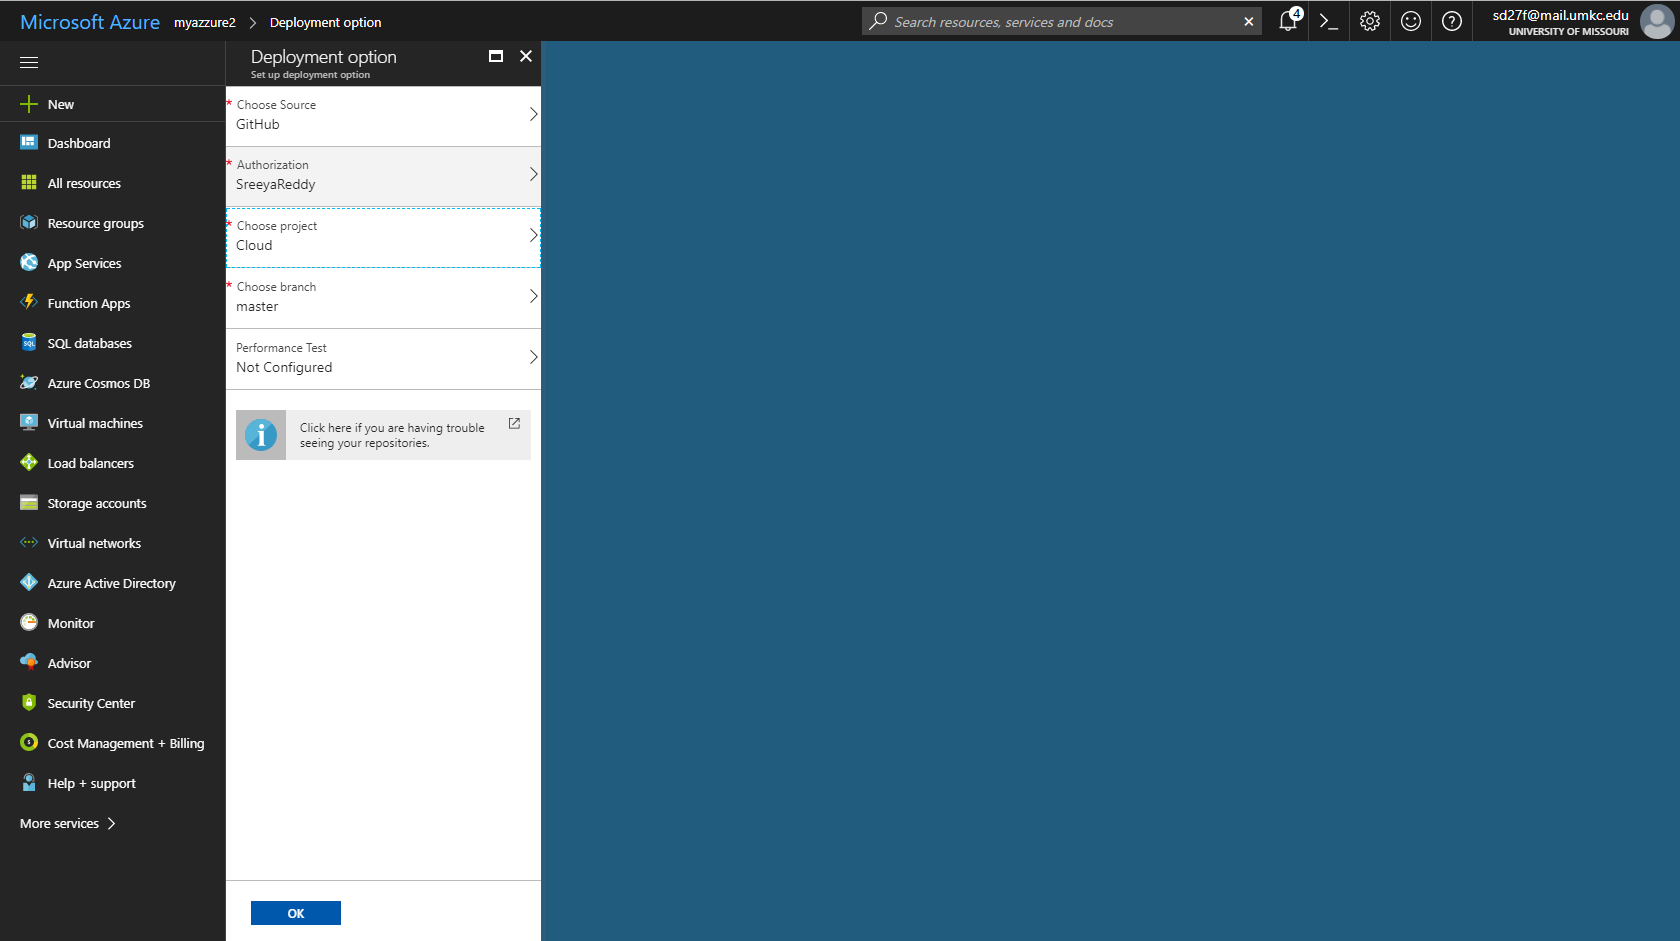 Microsoft Azure myazzure2 > Deployment option
Search resources, services and docs
4
sd27f@mail.umkc.edu
UNIVERSITY OF MISSOURI
New
Dashboard
All resources
Resource groups
App Services
Function Apps
SQL databases
Azure Cosmos DB
Virtual machines
Load balancers
Storage accounts
Virtual networks
Azure Active Directory
Monitor
Advisor
Security Center
Cost Management + Billing
Help + support
More services >
Deployment option
Set up deployment option
* Choose Source
GitHub
* Authorization
SreeyaReddy
* Choose project
Cloud
* Choose branch
master
Performance Test
Not Configured
Click here if you are having trouble
seeing your repositories.
OK